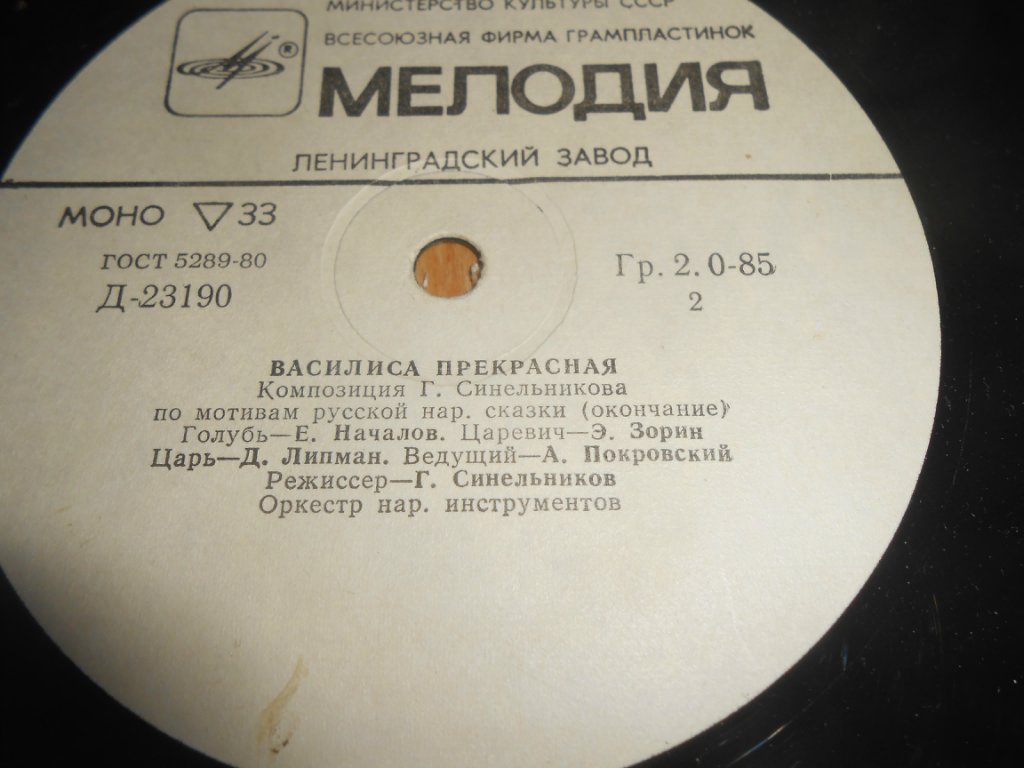 МИНИСТЕРСТВО КУЛЬТУРЫ СССР
ВСЕСОЮЗНАЯ ФИРМА ГРАМПЛАСТИНОК
®
МЕЛОДИЯ
ЛЕНИНГРАДСКИЙ ЗАВОД
МОНО ▽ 33
ГОСТ 5289-80
Д-23190
Гр. 2. 0-85
2
ВАСИЛИСА ПРЕКРАСНАЯ
Композиция Г. Синельникова
по мотивам русской нар. сказки (окончание)
Голубь—Е. Началов. Царевич—Э. Зорин
Царь—Д. Липман. Ведущий—А. Покровский
Режиссер—Г. Синельников
Оркестр нар. инструментов